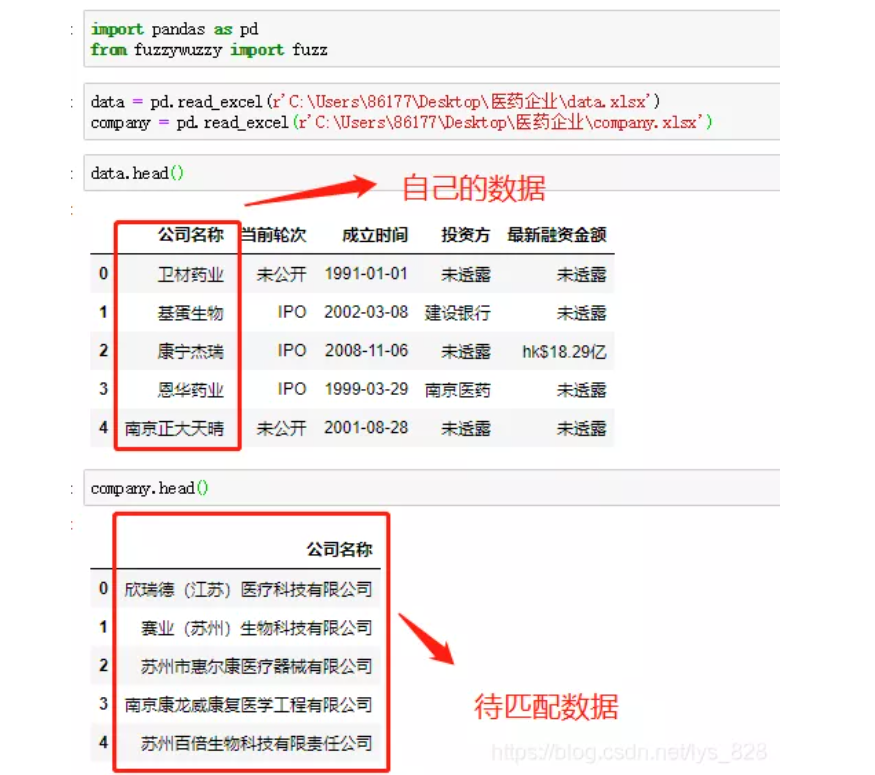 import pandas as pd
from fuzzywuzzy import fuzz
data = pd.read_excel(r'C:\Users\86177\Desktop\医药企业\data.xlsx')
company = pd.read_excel(r'C:\Users\86177\Desktop\医药企业\company.xlsx')
data.head()
自己的数据
公司名称 当前轮次 成立时间 投资方 最新融资金额
0 卫材药业 未公开 1991-01-01 未透露 未透露
1 基蛋生物 IPO 2002-03-08 建设银行 未透露
2 康宁杰瑞 IPO 2008-11-06 未透露 hk$18.29亿
3 恩华药业 IPO 1999-03-29 南京医药 未透露
4 南京正大天晴 未公开 2001-08-28 未透露 未透露
company.head()
公司名称
0 欣瑞德（江苏）医疗科技有限公司
1 赛业（苏州）生物科技有限公司
2 苏州市惠尔康医疗器械有限公司
3 南京康龙威康复医学工程有限公司
4 苏州百倍生物科技有限责任公司
待匹配数据
https://blog.csdn.net/lys_828